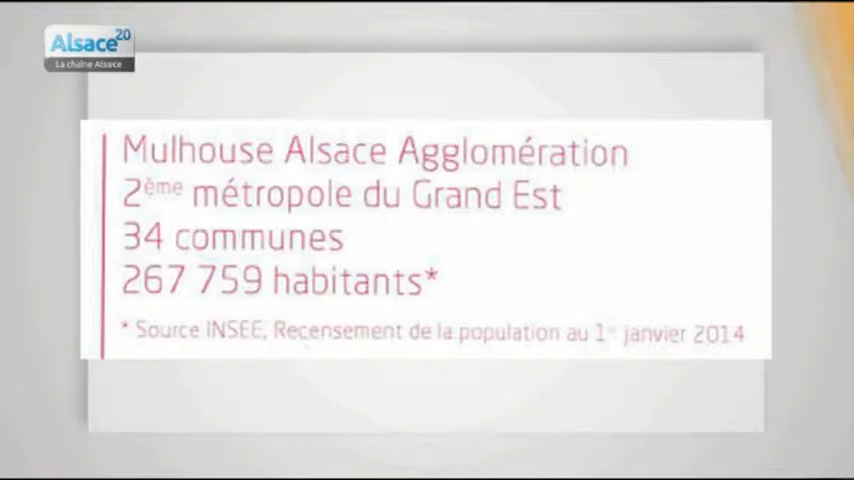 Alsace20
La chaîne Alsace
Mulhouse Alsace Agglomération
2ème métropole du Grand Est
34 communes
267 759 habitants*
* Source INSEE, Recensement de la population au 1er janvier 2014